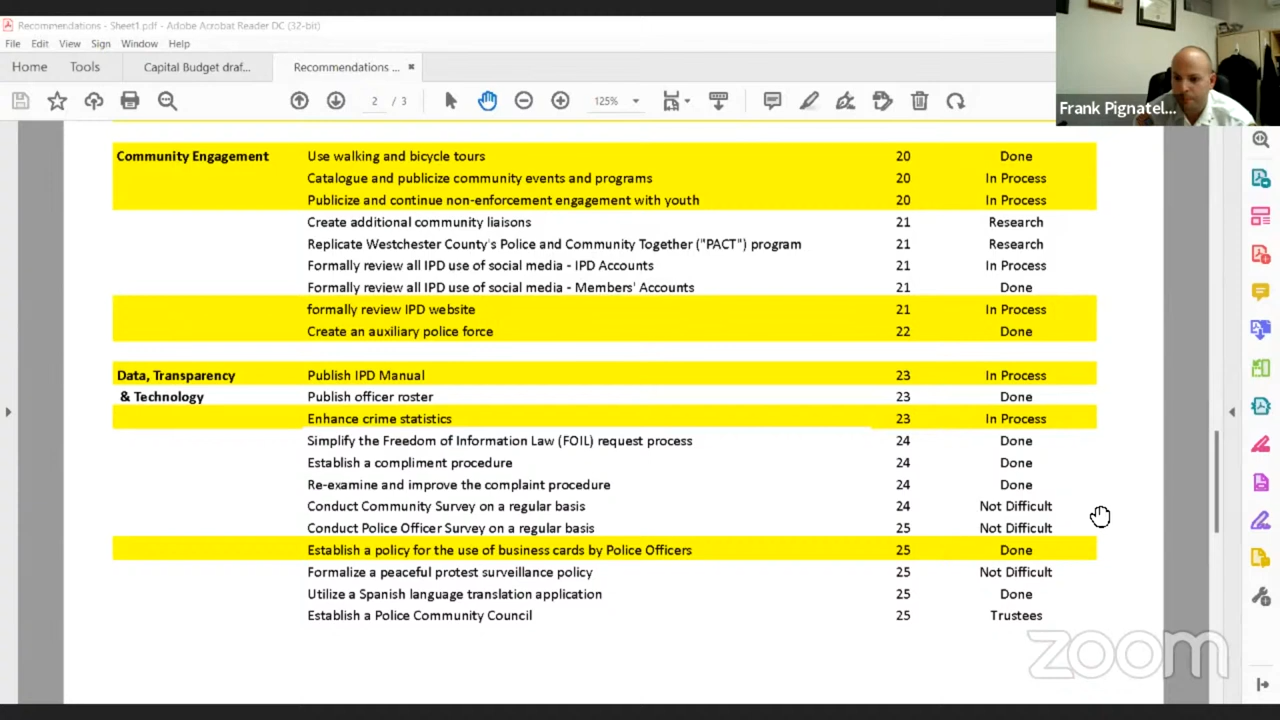 Recommendations - Sheet1.pdf - Adobe Acrobat Reader DC (32-bit)
File Edit View Sign Window Help
Home Tools Capital Budget draf... Recommendations ... ×
2 / 3 125%
Frank Pignatel...
Community Engagement Use walking and bicycle tours 20 Done
Catalogue and publicize community events and programs 20 In Process
Publicize and continue non-enforcement engagement with youth 20 In Process
Create additional community liaisons 21 Research
Replicate Westchester County's Police and Community Together ("PACT") program 21 Research
Formally review all IPD use of social media - IPD Accounts 21 In Process
Formally review all IPD use of social media - Members' Accounts 21 Done
formally review IPD website 21 In Process
Create an auxiliary police force 22 Done
Data, Transparency Publish IPD Manual 23 In Process
& Technology Publish officer roster 23 Done
Enhance crime statistics 23 In Process
Simplify the Freedom of Information Law (FOIL) request process 24 Done
Establish a compliment procedure 24 Done
Re-examine and improve the complaint procedure 24 Done
Conduct Community Survey on a regular basis 24 Not Difficult
Conduct Police Officer Survey on a regular basis 25 Not Difficult
Establish a policy for the use of business cards by Police Officers 25 Done
Formalize a peaceful protest surveillance policy 25 Not Difficult
Utilize a Spanish language translation application 25 Done
Establish a Police Community Council 25 Trustees
zoom